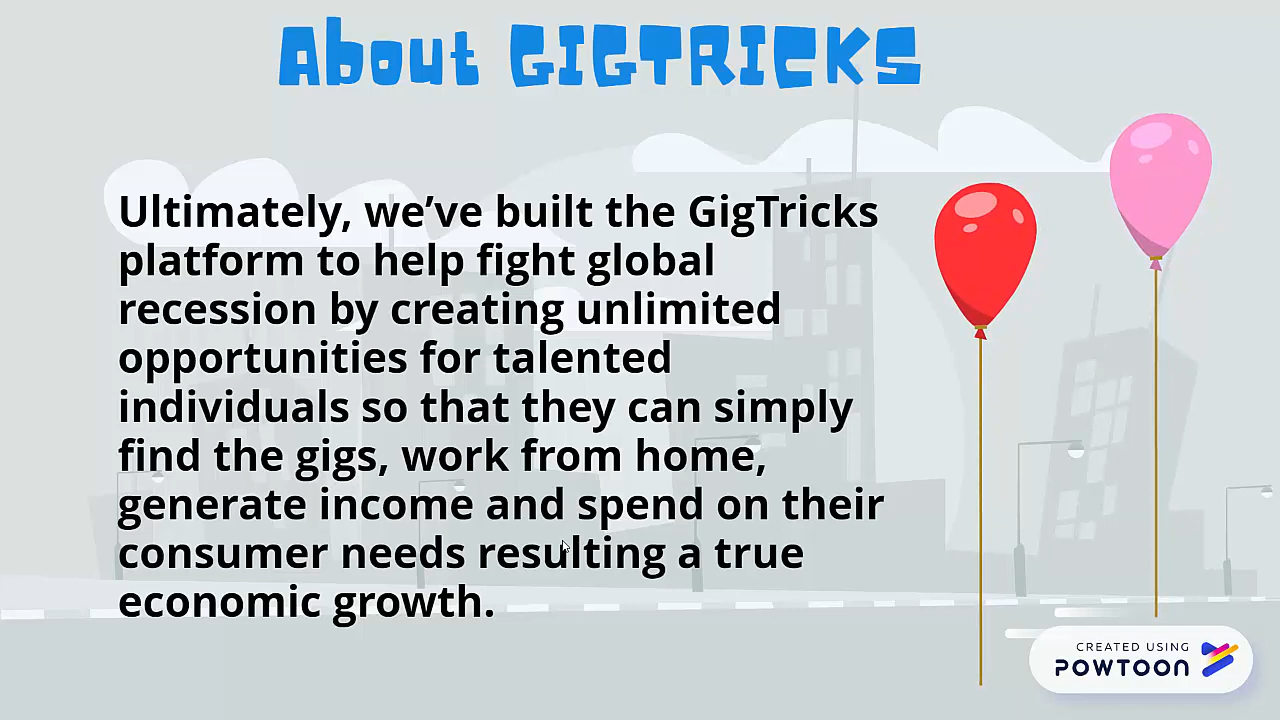 About GIGTRICKS
Ultimately, we’ve built the GigTricks
platform to help fight global
recession by creating unlimited
opportunities for talented
individuals so that they can simply
find the gigs, work from home,
generate income and spend on their
consumer needs resulting a true
economic growth.
CREATED USING
POWTOON